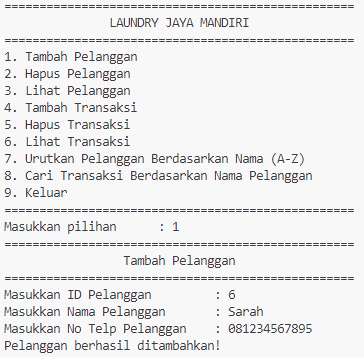 ==================================================
LAUNDRY JAYA MANDIRI
==================================================
1. Tambah Pelanggan
2. Hapus Pelanggan
3. Lihat Pelanggan
4. Tambah Transaksi
5. Hapus Transaksi
6. Lihat Transaksi
7. Urutkan Pelanggan Berdasarkan Nama (A-Z)
8. Cari Transaksi Berdasarkan Nama Pelanggan
9. Keluar
==================================================
Masukkan pilihan      : 1
==================================================
Tambah Pelanggan
==================================================
Masukkan ID Pelanggan         : 6
Masukkan Nama Pelanggan       : Sarah
Masukkan No Telp Pelanggan    : 081234567895
Pelanggan berhasil ditambahkan!